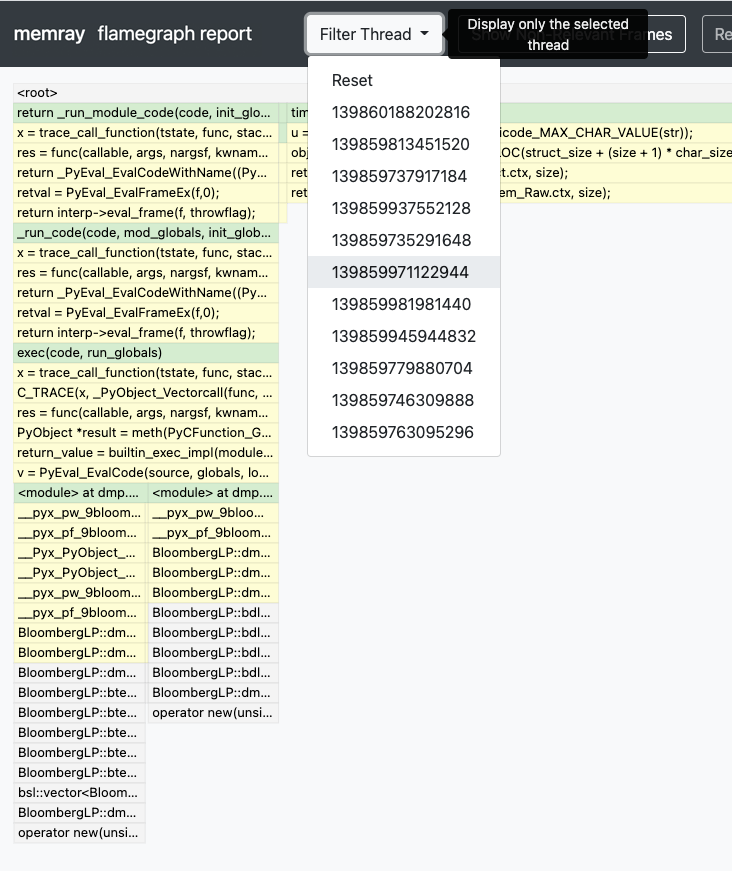 memray flamegraph report
Filter Thread
Display only the selected
thread
Show Non-Relevant Frames
Re
Reset
139860188202816
139859813451520
139859737917184
139859937552128
139859735291648
139859971122944
139859981981440
139859945944832
139859779880704
139859746309888
139859763095296
<root>
return _run_module_code(code, init_glo... tim
x = trace_call_function(tstate, func, stac... u = icode_MAX_CHAR_VALUE(str));
res = func(callable, args, nargsf, kwnam... obj LOC(struct_size + (size + 1) * char_size
return _PyEval_EvalCodeWithName((Py... ret t.ctx, size);
retval = PyEval_EvalFrameEx(f,0); ret em_Raw.ctx, size);
return interp->eval_frame(f, throwflag);
_run_code(code, mod_globals, init_glob...
x = trace_call_function(tstate, func, stac...
res = func(callable, args, nargsf, kwnam...
return _PyEval_EvalCodeWithName((Py...
retval = PyEval_EvalFrameEx(f,0);
return interp->eval_frame(f, throwflag);
exec(code, run_globals)
x = trace_call_function(tstate, func, stac...
C_TRACE(x, _PyObject_Vectorcall(func, ...
res = func(callable, args, nargsf, kwnam...
PyObject *result = meth(PyCFunction_G...
return_value = builtin_exec_impl(module...
v = PyEval_EvalCode(source, globals, lo...
<module> at dmp.... <module> at dmp....
__pyx_pw_9bloom... __pyx_pw_9bloo...
__pyx_pf_9bloom... __pyx_pf_9bloom...
__Pyx_PyObject_... BloombergLP::dm...
__Pyx_PyObject_... BloombergLP::dm...
__pyx_pw_9bloom... BloombergLP::dm...
__pyx_pf_9bloom... BloombergLP::bdl...
BloombergLP::dm... BloombergLP::bdl...
BloombergLP::dm... BloombergLP::bdl...
BloombergLP::dm... BloombergLP::bdl...
BloombergLP::bte... BloombergLP::dm...
BloombergLP::bte... operator new(unsi...
BloombergLP::bte...
BloombergLP::bte...
BloombergLP::bte...
bsl::vector<Bloom...
BloombergLP::dm...
operator new(unsi...